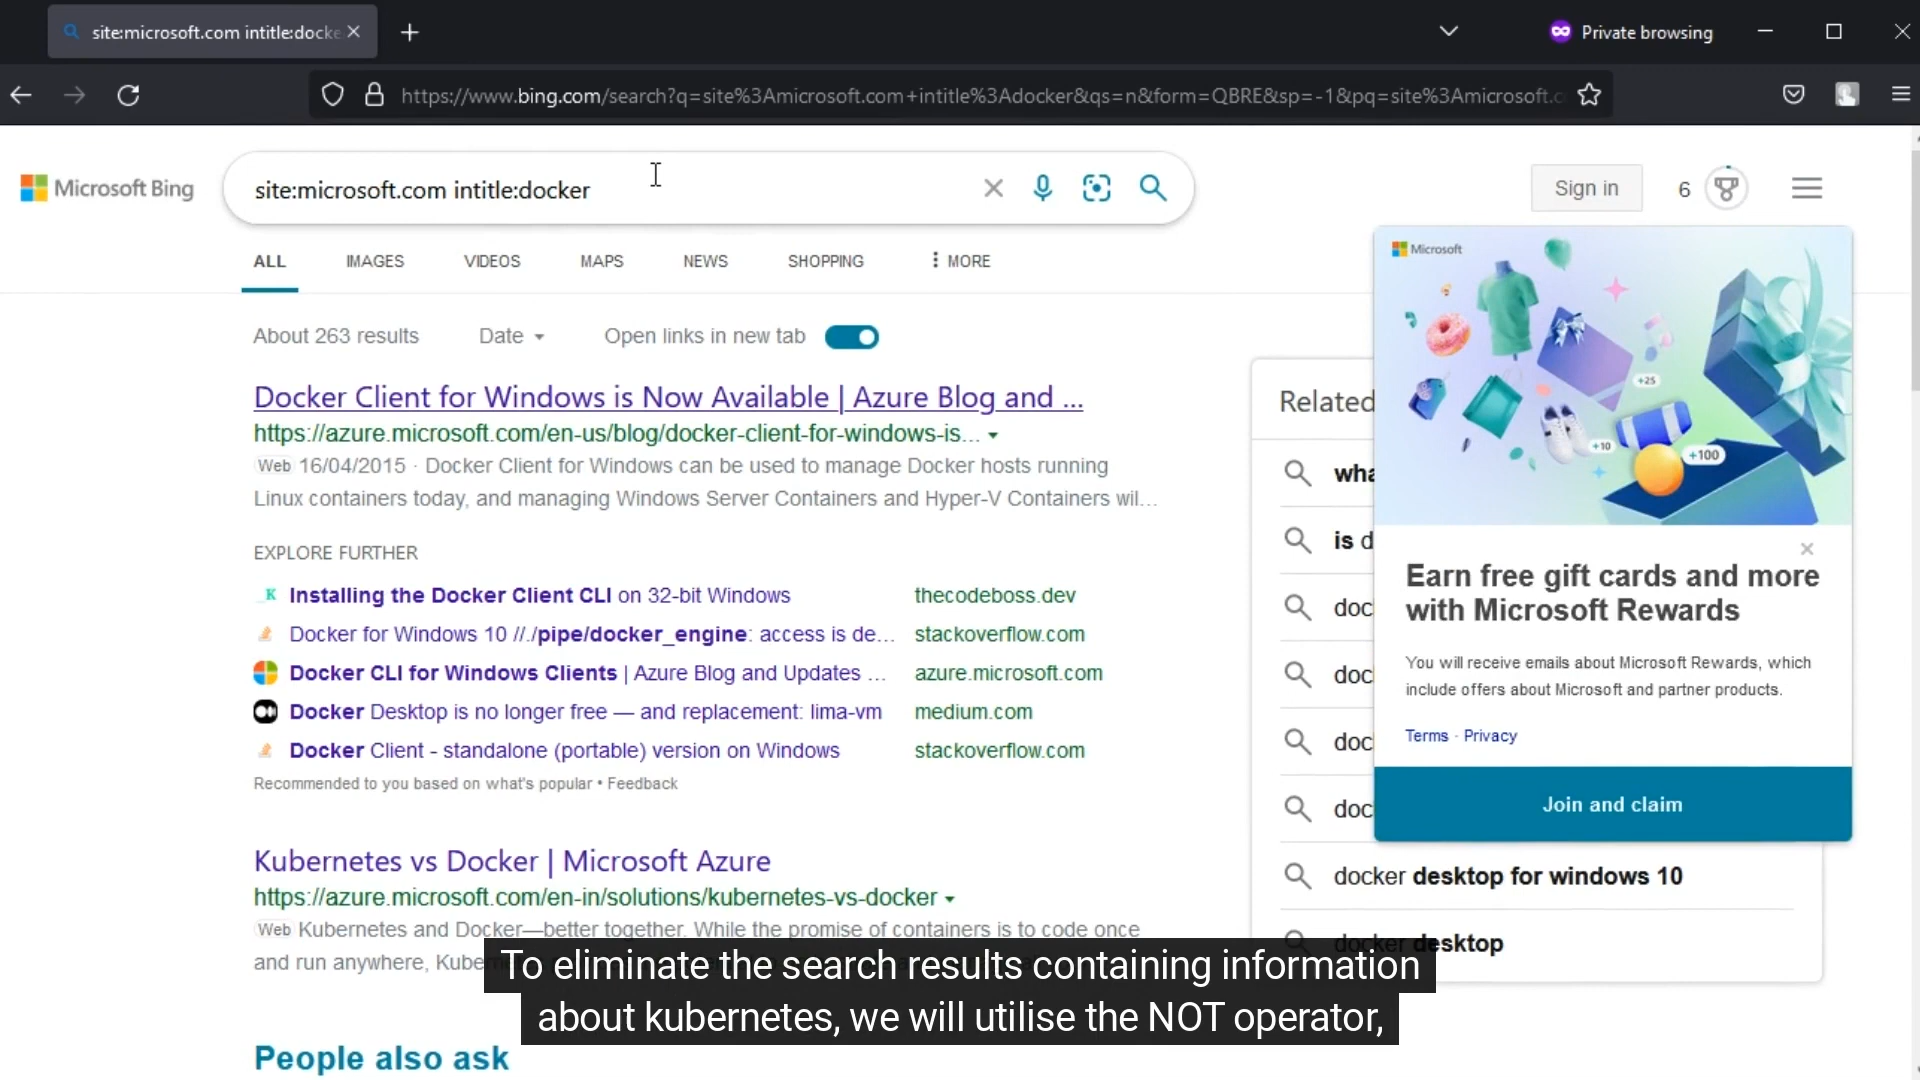 site:microsoft.com intitle:docke
Private browsing
https://www.bing.com/search?q=site%3Amicrosoft.com+intitle%3Adocker&qs=n&form=QBRE&sp=-1&pq=site%3Amicrosoft.c
Microsoft Bing
site:microsoft.com intitle:docker
Sign in
6
ALL
IMAGES
VIDEOS
MAPS
NEWS
SHOPPING
MORE
About 263 results
Date
Open links in new tab
Docker Client for Windows is Now Available | Azure Blog and ...
https://azure.microsoft.com/en-us/blog/docker-client-for-windows-is...
Web 16/04/2015 · Docker Client for Windows can be used to manage Docker hosts running
Linux containers today, and managing Windows Server Containers and Hyper-V Containers wil...
EXPLORE FURTHER
Installing the Docker Client CLI on 32-bit Windows
thecodeboss.dev
Docker for Windows 10 //./pipe/docker_engine: access is de...
stackoverflow.com
Docker CLI for Windows Clients | Azure Blog and Updates ...
azure.microsoft.com
Docker Desktop is no longer free — and replacement: lima-vm
medium.com
Docker Client - standalone (portable) version on Windows
stackoverflow.com
Recommended to you based on what's popular • Feedback
Kubernetes vs Docker | Microsoft Azure
https://azure.microsoft.com/en-in/solutions/kubernetes-vs-docker
Web Kubernetes and Docker—better together. While the promise of containers is to code once
and run anywhere, Kube
People also ask
Related
wha
is d
doc
doc
doc
doc
docker desktop for windows 10
docker desktop
Microsoft
+25
+10
+100
Earn free gift cards and more
with Microsoft Rewards
You will receive emails about Microsoft Rewards, which
include offers about Microsoft and partner products.
Terms · Privacy
Join and claim
To eliminate the search results containing information
about kubernetes, we will utilise the NOT operator,